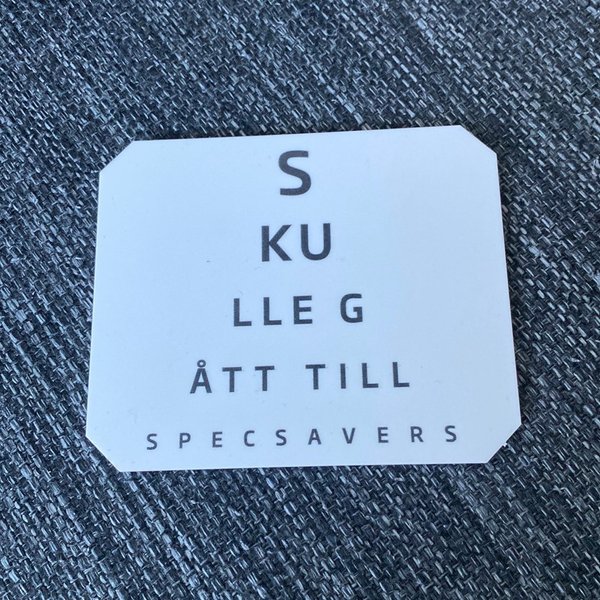 S
KU
LLE G
ÅTT TILL
SPECSAVERS